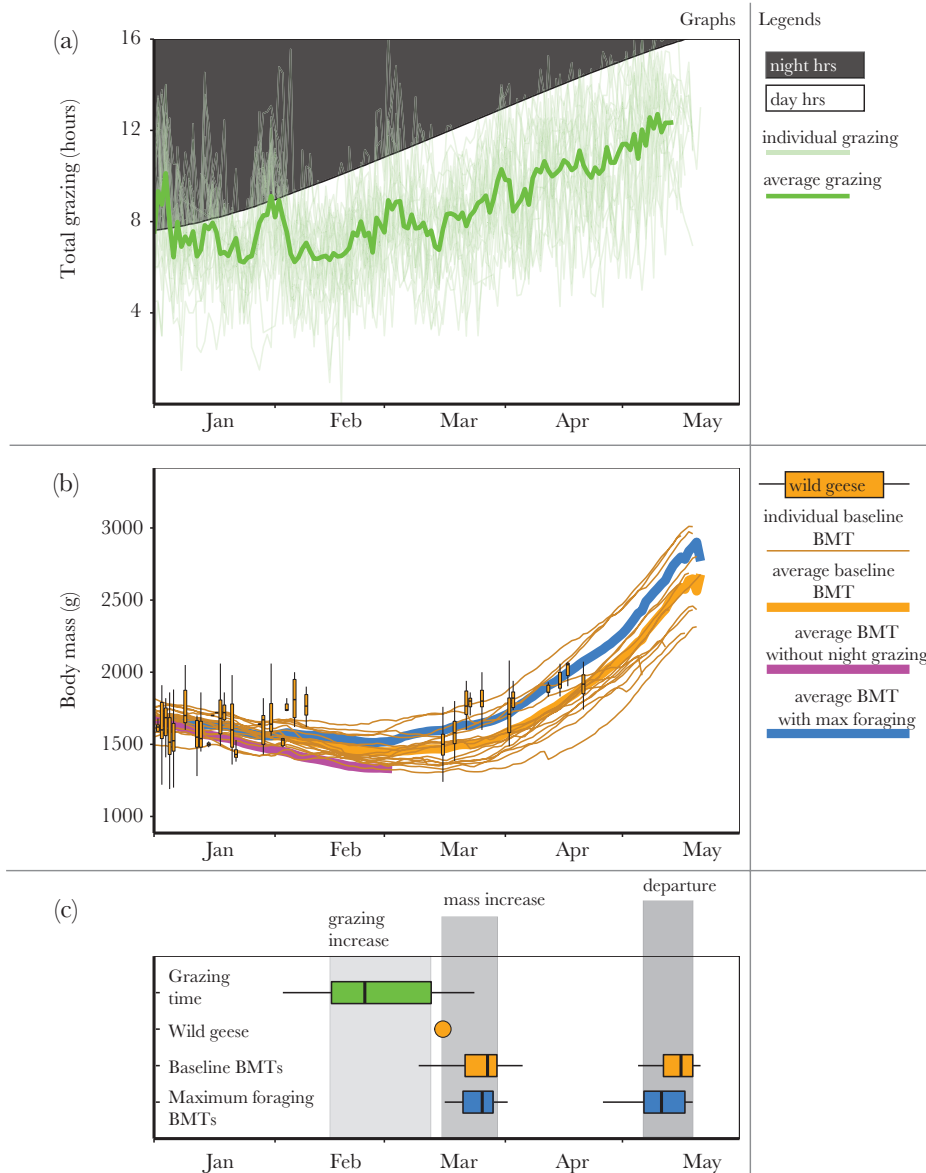 Graphs
Legends
(a)
16
12
8
4
Total grazing (hours)
Jan
Feb
Mar
Apr
May
night hrs
day hrs
individual grazing
average grazing
(b)
3000
2500
2000
1500
1000
Body mass (g)
Jan
Feb
Mar
Apr
May
wild geese
individual baseline
BMT
average baseline
BMT
average BMT
without night grazing
average BMT
with max foraging
(c)
grazing
increase
mass increase
departure
Grazing
time
Wild geese
Baseline BMTs
Maximum foraging
BMTs
Jan
Feb
Mar
Apr
May